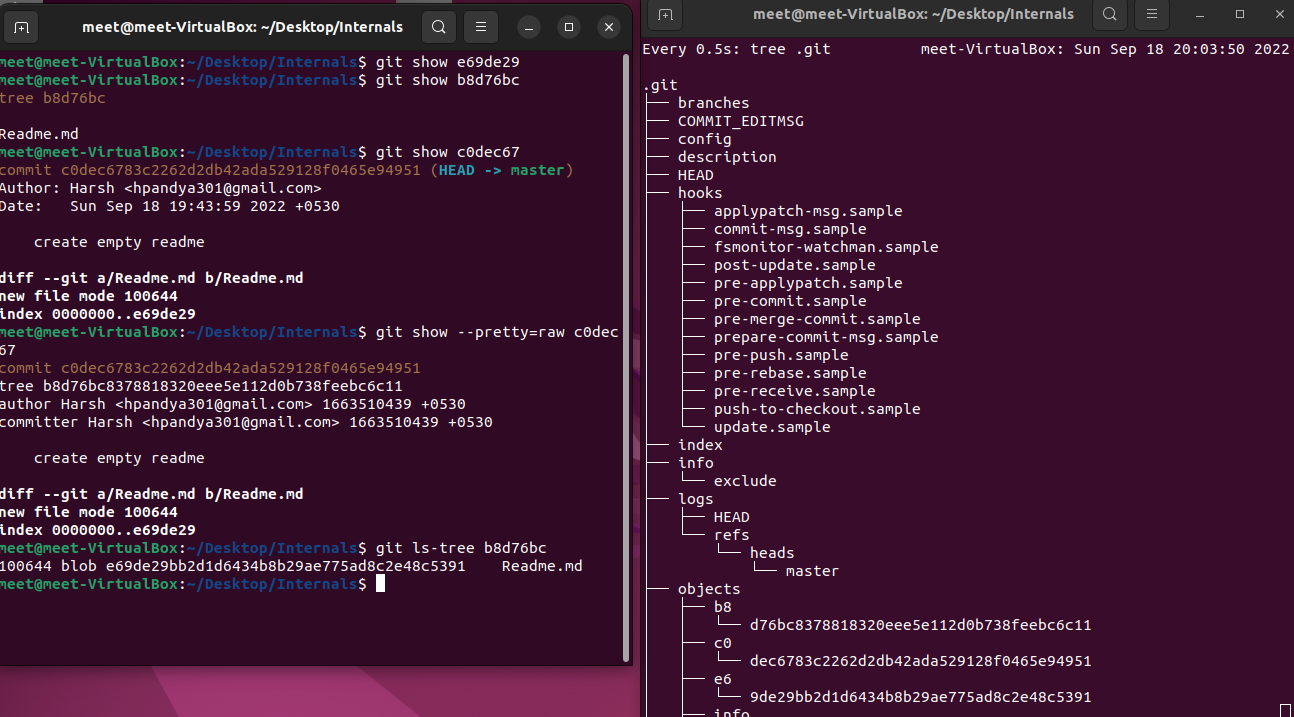 meet@meet-VirtualBox: ~/Desktop/Internals
meet@meet-VirtualBox:~/Desktop/Internals$ git show e69de29
meet@meet-VirtualBox:~/Desktop/Internals$ git show b8d76bc
tree b8d76bc
Readme.md
meet@meet-VirtualBox:~/Desktop/Internals$ git show c0dec67
commit c0dec6783c2262d2db42ada529128f0465e94951 (HEAD -> master)
Author: Harsh <hpandya301@gmail.com>
Date:   Sun Sep 18 19:43:59 2022 +0530
    create empty readme
diff --git a/Readme.md b/Readme.md
new file mode 100644
index 0000000..e69de29
meet@meet-VirtualBox:~/Desktop/Internals$ git show --pretty=raw c0dec
67
commit c0dec6783c2262d2db42ada529128f0465e94951
tree b8d76bc8378818320eee5e112d0b738feebc6c11
author Harsh <hpandya301@gmail.com> 1663510439 +0530
committer Harsh <hpandya301@gmail.com> 1663510439 +0530
    create empty readme
diff --git a/Readme.md b/Readme.md
new file mode 100644
index 0000000..e69de29
meet@meet-VirtualBox:~/Desktop/Internals$ git ls-tree b8d76bc
100644 blob e69de29bb2d1d6434b8b29ae775ad8c2e48c5391    Readme.md
meet@meet-VirtualBox:~/Desktop/Internals$
meet@meet-VirtualBox: ~/Desktop/Internals
Every 0.5s: tree .git          meet-VirtualBox: Sun Sep 18 20:03:50 2022
.git
├── branches
├── COMMIT_EDITMSG
├── config
├── description
├── HEAD
├── hooks
│   ├── applypatch-msg.sample
│   ├── commit-msg.sample
│   ├── fsmonitor-watchman.sample
│   ├── post-update.sample
│   ├── pre-applypatch.sample
│   ├── pre-commit.sample
│   ├── pre-merge-commit.sample
│   ├── prepare-commit-msg.sample
│   ├── pre-push.sample
│   ├── pre-rebase.sample
│   ├── pre-receive.sample
│   ├── push-to-checkout.sample
│   └── update.sample
├── index
├── info
│   └── exclude
├── logs
│   ├── HEAD
│   └── refs
│       └── heads
│           └── master
├── objects
│   ├── b8
│   │   └── d76bc8378818320eee5e112d0b738feebc6c11
│   ├── c0
│   │   └── dec6783c2262d2db42ada529128f0465e94951
│   ├── e6
│   │   └── 9de29bb2d1d6434b8b29ae775ad8c2e48c5391
│   ├── info